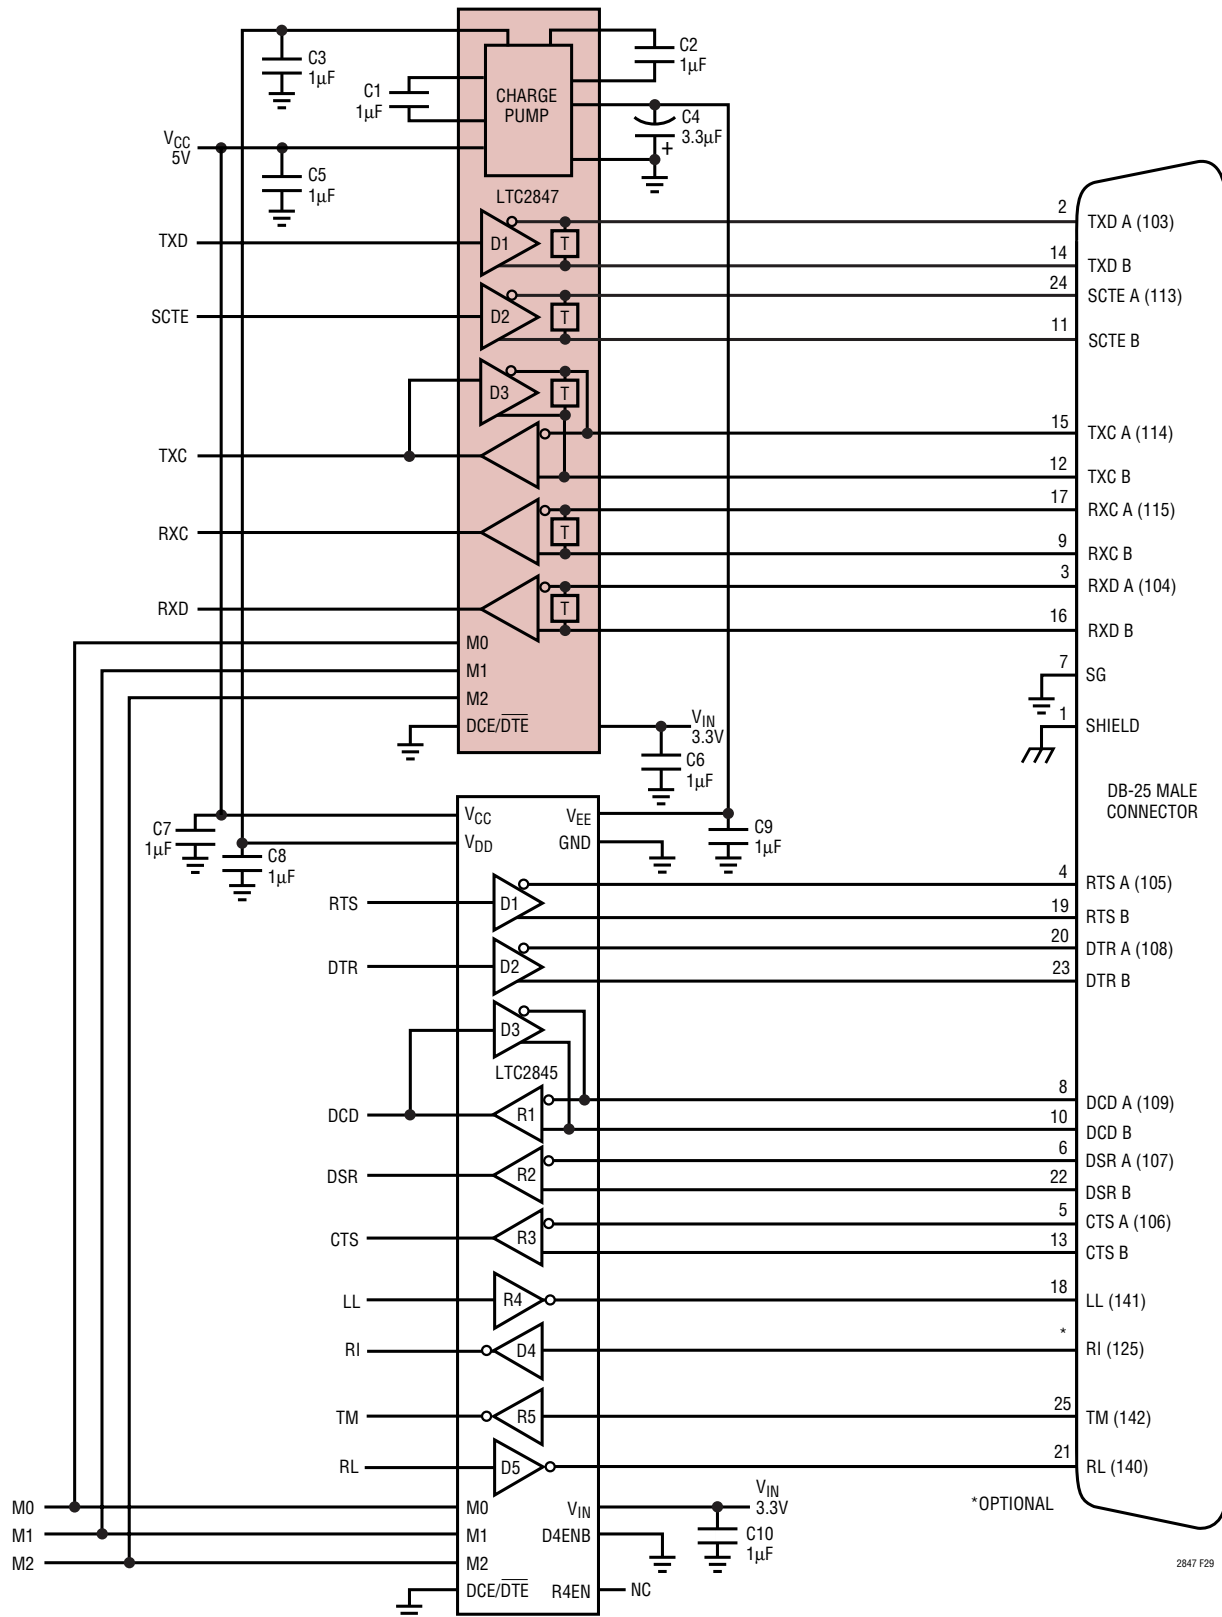 C3
1µF
C2
1µF
C1
1µF
CHARGE
PUMP
C4
3.3µF
+
VCC
5V
C5
1µF
LTC2847
TXD
D1
T
2
TXD A (103)
14
TXD B
SCTE
D2
T
24
SCTE A (113)
11
SCTE B
D3
T
TXC
15
TXC A (114)
12
TXC B
RXC
T
17
RXC A (115)
9
RXC B
RXD
T
3
RXD A (104)
16
RXD B
M0
M1
M2
DCE/DTE
VIN
3.3V
C6
1µF
7
SG
1
SHIELD
DB-25 MALE
CONNECTOR
C7
1µF
C8
1µF
VCC
VDD
VEE
GND
C9
1µF
RTS
D1
4
RTS A (105)
19
RTS B
DTR
D2
20
DTR A (108)
23
DTR B
D3
LTC2845
DCD
R1
8
DCD A (109)
10
DCD B
DSR
R2
6
DSR A (107)
22
DSR B
CTS
R3
5
CTS A (106)
13
CTS B
LL
R4
18
LL (141)
RI
D4
*
RI (125)
TM
R5
25
TM (142)
RL
D5
21
RL (140)
*OPTIONAL
M0
M1
M2
M0
M1
M2
DCE/DTE
VIN
D4ENB
R4EN
VIN
3.3V
C10
1µF
NC
2847 F29